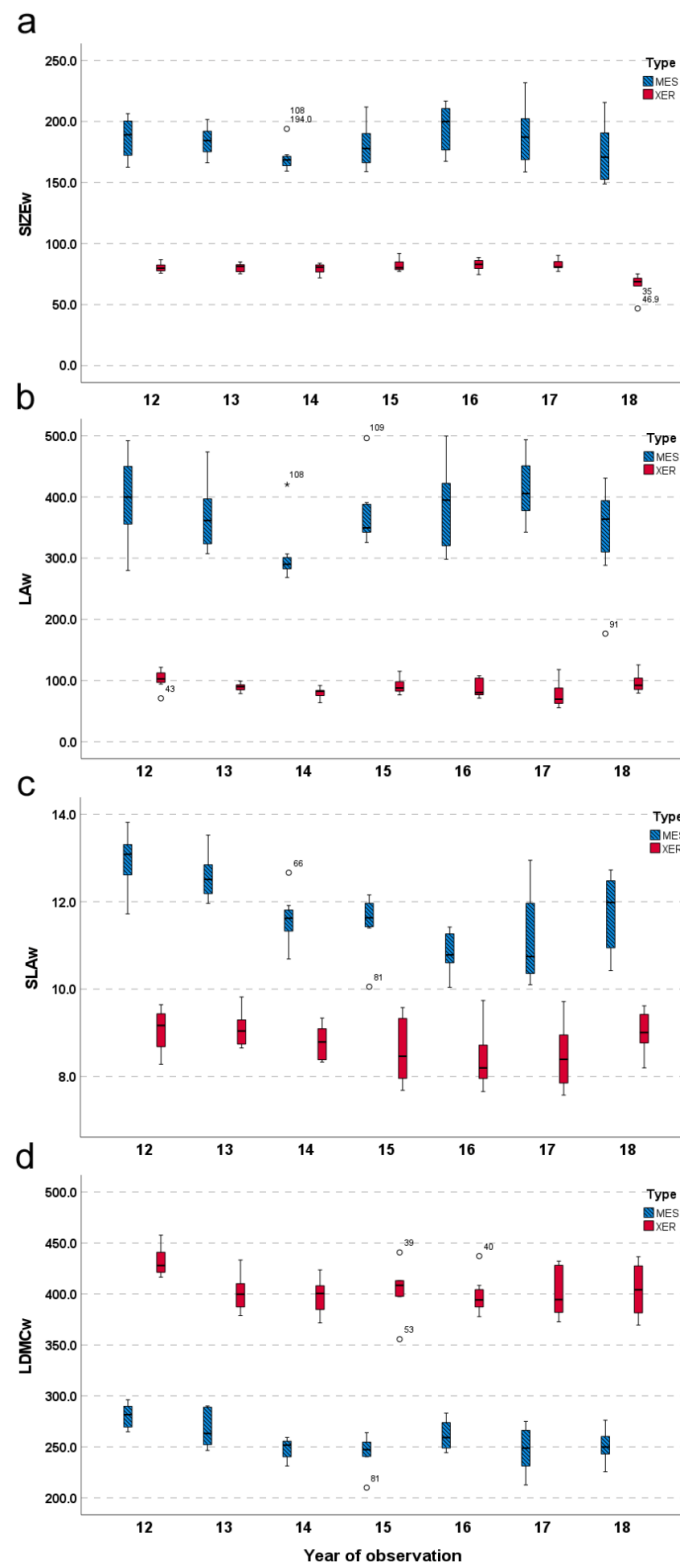 a
Type
MES
XER
250.0
200.0
150.0
100.0
50.0
0.0
SIZEw
108
194.0
35
46.9
12 13 14 15 16 17 18
b
Type
MES
XER
500.0
400.0
300.0
200.0
100.0
0.0
LAw
109
108
91
43
12 13 14 15 16 17 18
c
Type
MES
XER
14.0
12.0
10.0
8.0
SLAw
66
81
12 13 14 15 16 17 18
d
Type
MES
XER
500.0
450.0
400.0
350.0
300.0
250.0
200.0
LDMCw
39
40
53
81
12 13 14 15 16 17 18
Year of observation